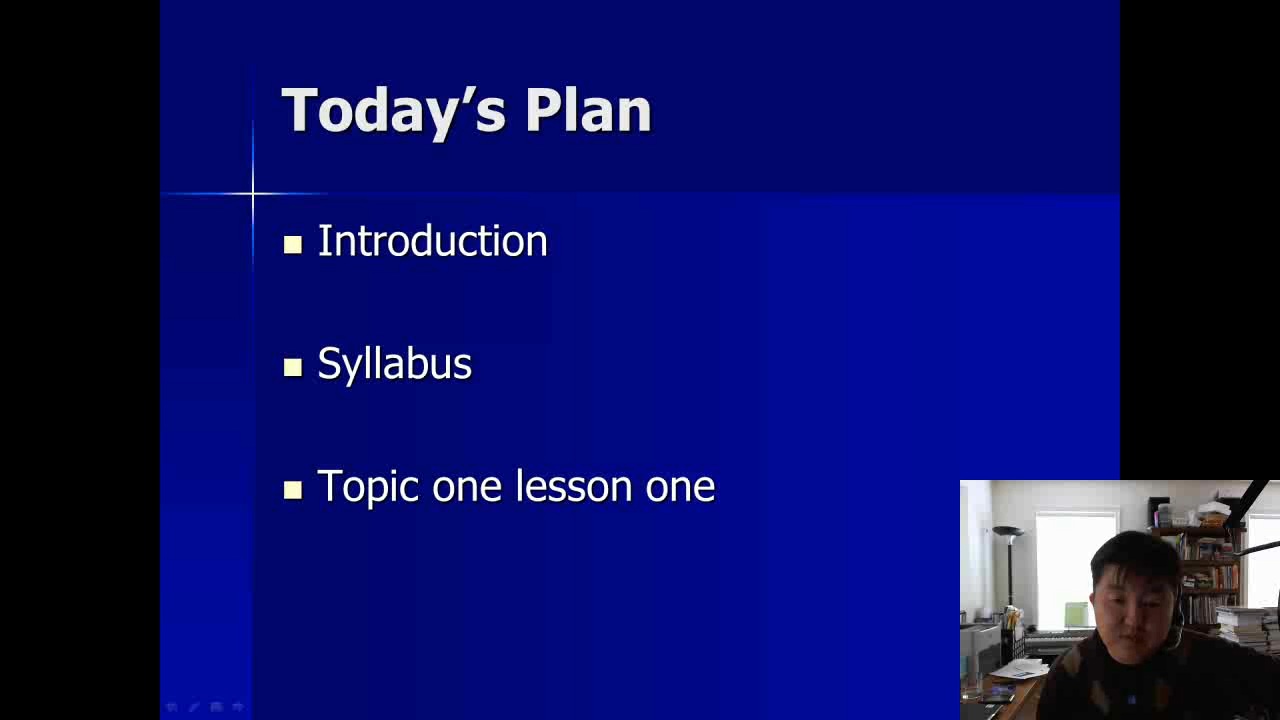 Today’s Plan
Introduction
Syllabus
Topic one lesson one